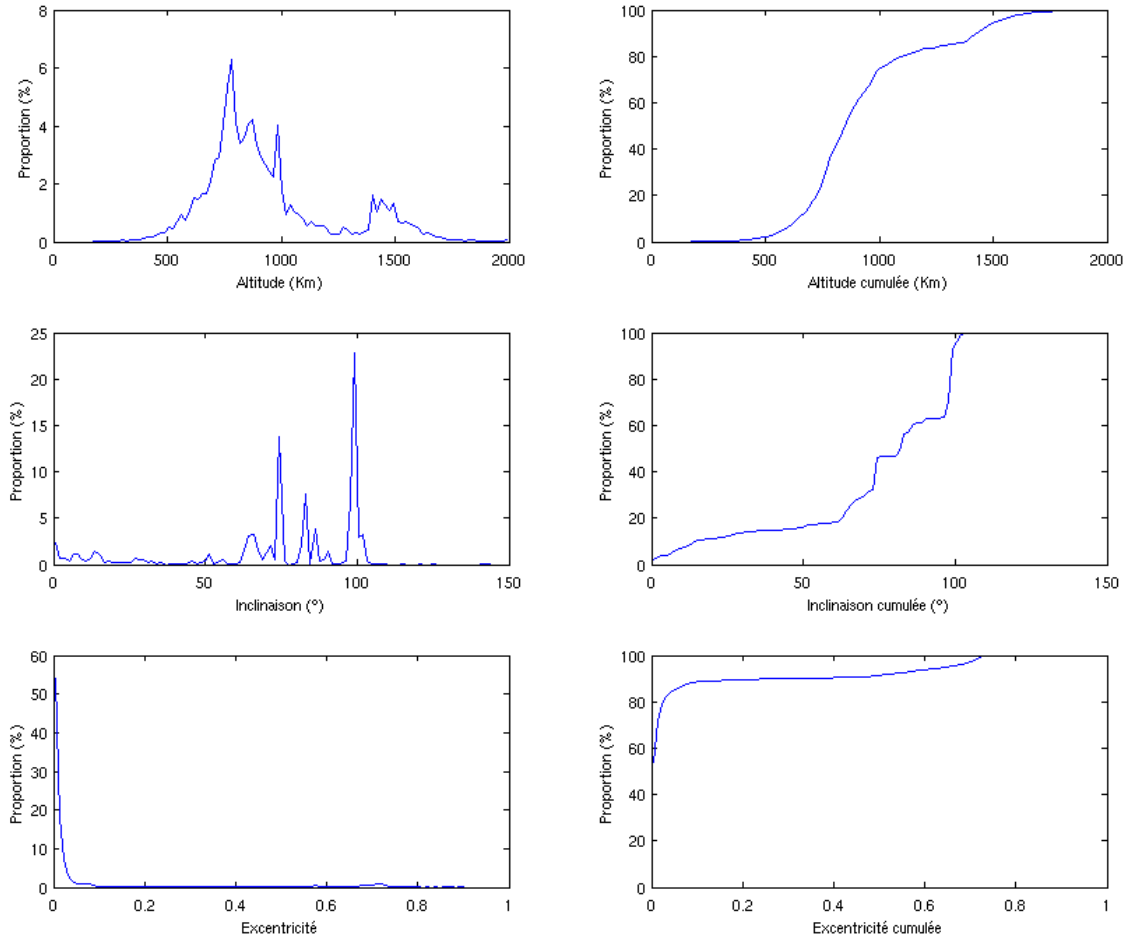 8
6
4
2
0
Proportion (%)
0 500 1000 1500 2000
Altitude (Km)
100
80
60
40
20
0
Proportion (%)
0 500 1000 1500 2000
Altitude cumulée (Km)
25
20
15
10
5
0
Proportion (%)
0 50 100 150
Inclinaison (°)
100
80
60
40
20
0
Proportion (%)
0 50 100 150
Inclinaison cumulée (°)
60
50
40
30
20
10
0
Proportion (%)
0 0.2 0.4 0.6 0.8 1
Excentricité
100
80
60
40
20
0
Proportion (%)
0 0.2 0.4 0.6 0.8 1
Excentricité cumulée